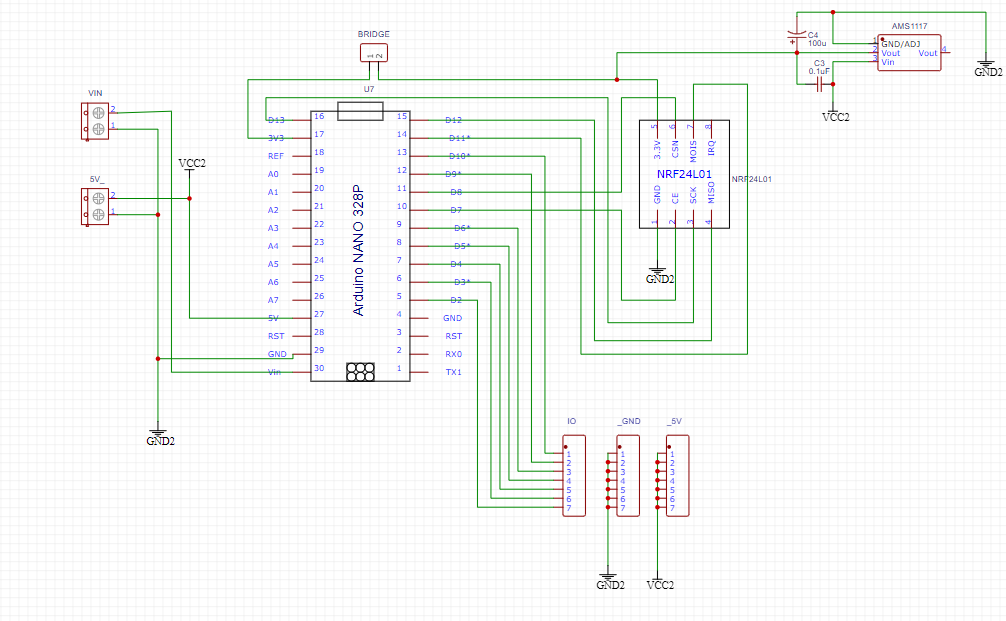 BRIDGE
1 2
U7
VIN
2
1
5V_
2
1
VCC2
GND2
Arduino NANO 328P
D13 16
3V3 17
REF 18
A0 19
A1 20
A2 21
A3 22
A4 23
A5 24
A6 25
A7 26
5V 27
RST 28
GND 29
Vin 30
15 D12
14 D11*
13 D10*
12 D9*
11 D8
10 D7
9 D6*
8 D5*
7 D4
6 D3*
5 D2
4 GND
3 RST
2 RX0
1 TX1
5 6 7 8
3.3V CSN MOIS IRQ
NRF24L01
NRF24L01
GND CE SCK MISO
1 2 3 4
GND2
C4
100u
+
C3
0.1uF
VCC2
AMS1117
1 GND/ADJ
2 Vout Vout 4
3 Vin
GND2
IO
1
2
3
4
5
6
7
_GND
1
2
3
4
5
6
7
GND2
_5V
1
2
3
4
5
6
7
VCC2